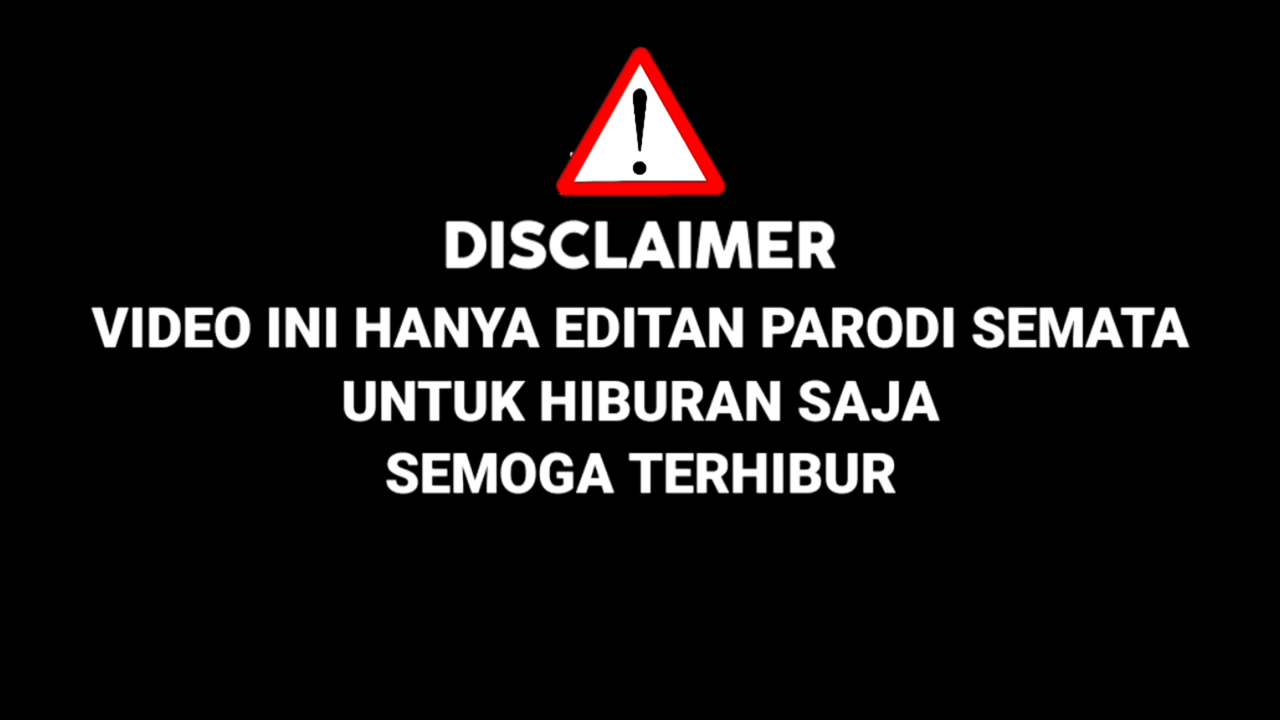 DISCLAIMER
VIDEO INI HANYA EDITAN PARODI SEMATA
UNTUK HIBURAN SAJA
SEMOGA TERHIBUR